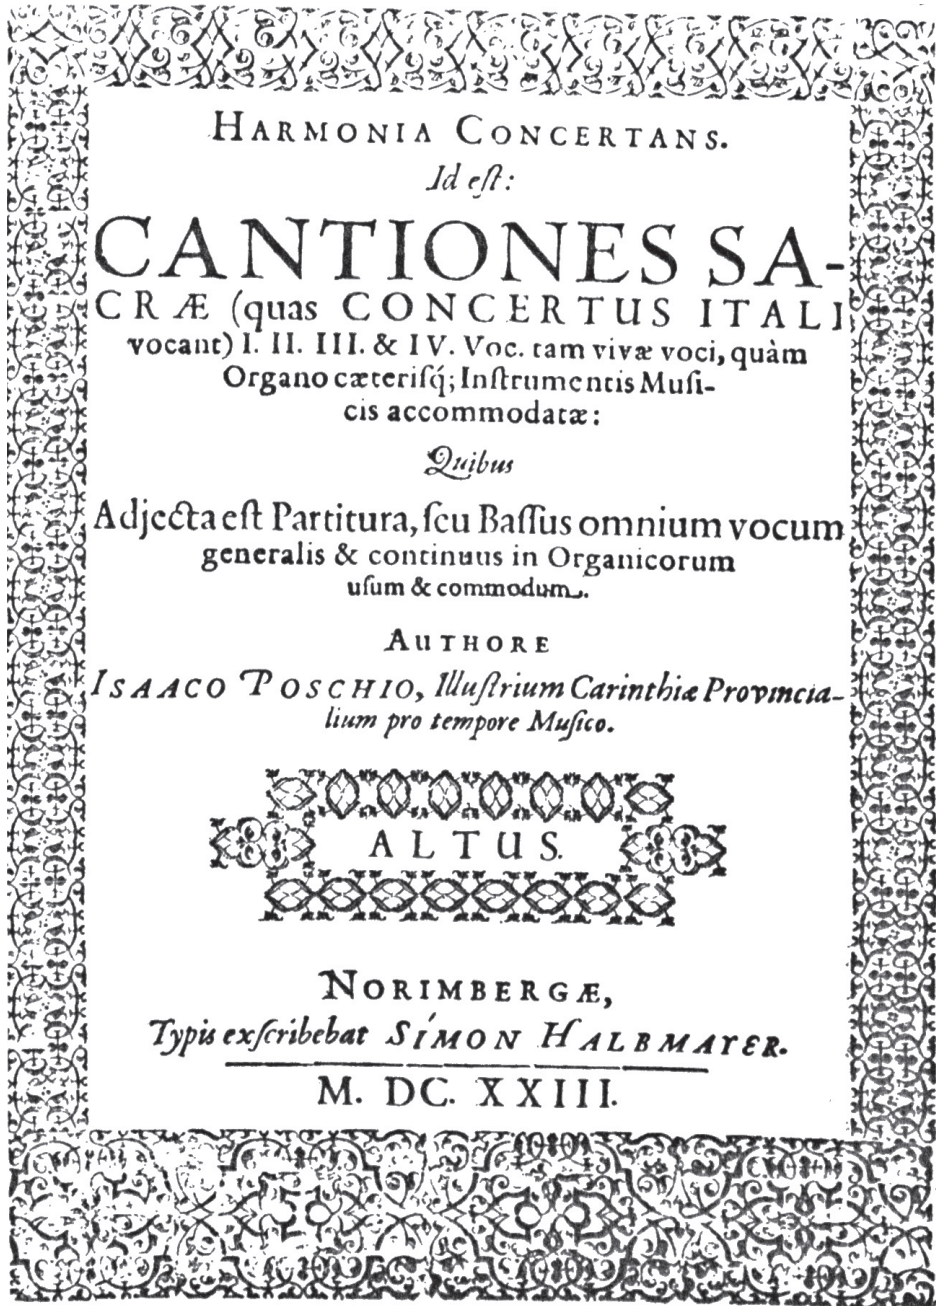 HARMONIA CONCERTANS.
Id eſt:
CANTIONES SA-
CRÆ (quas CONCERTUS ITALI
vocant) I. II. III. & IV. Voc. tam vivæ voci, quàm
Organo cæteriſq́; Inſtrumentis Muſi-
cis accommodatæ:
Quibus
Adjecta eſt Partitura, ſeu Baſſus omnium vocum
generalis & continuus in Organicorum
uſum & commodum.
AUTHORE
ISAACO POSCHIO, Illuſtrium Carinthiæ Provincia-
lium pro tempore Muſico.
ALTUS.
NORIMBERGÆ,
Typis exſcribebat SIMON HALBMAYER.
M. DC. XXIII.